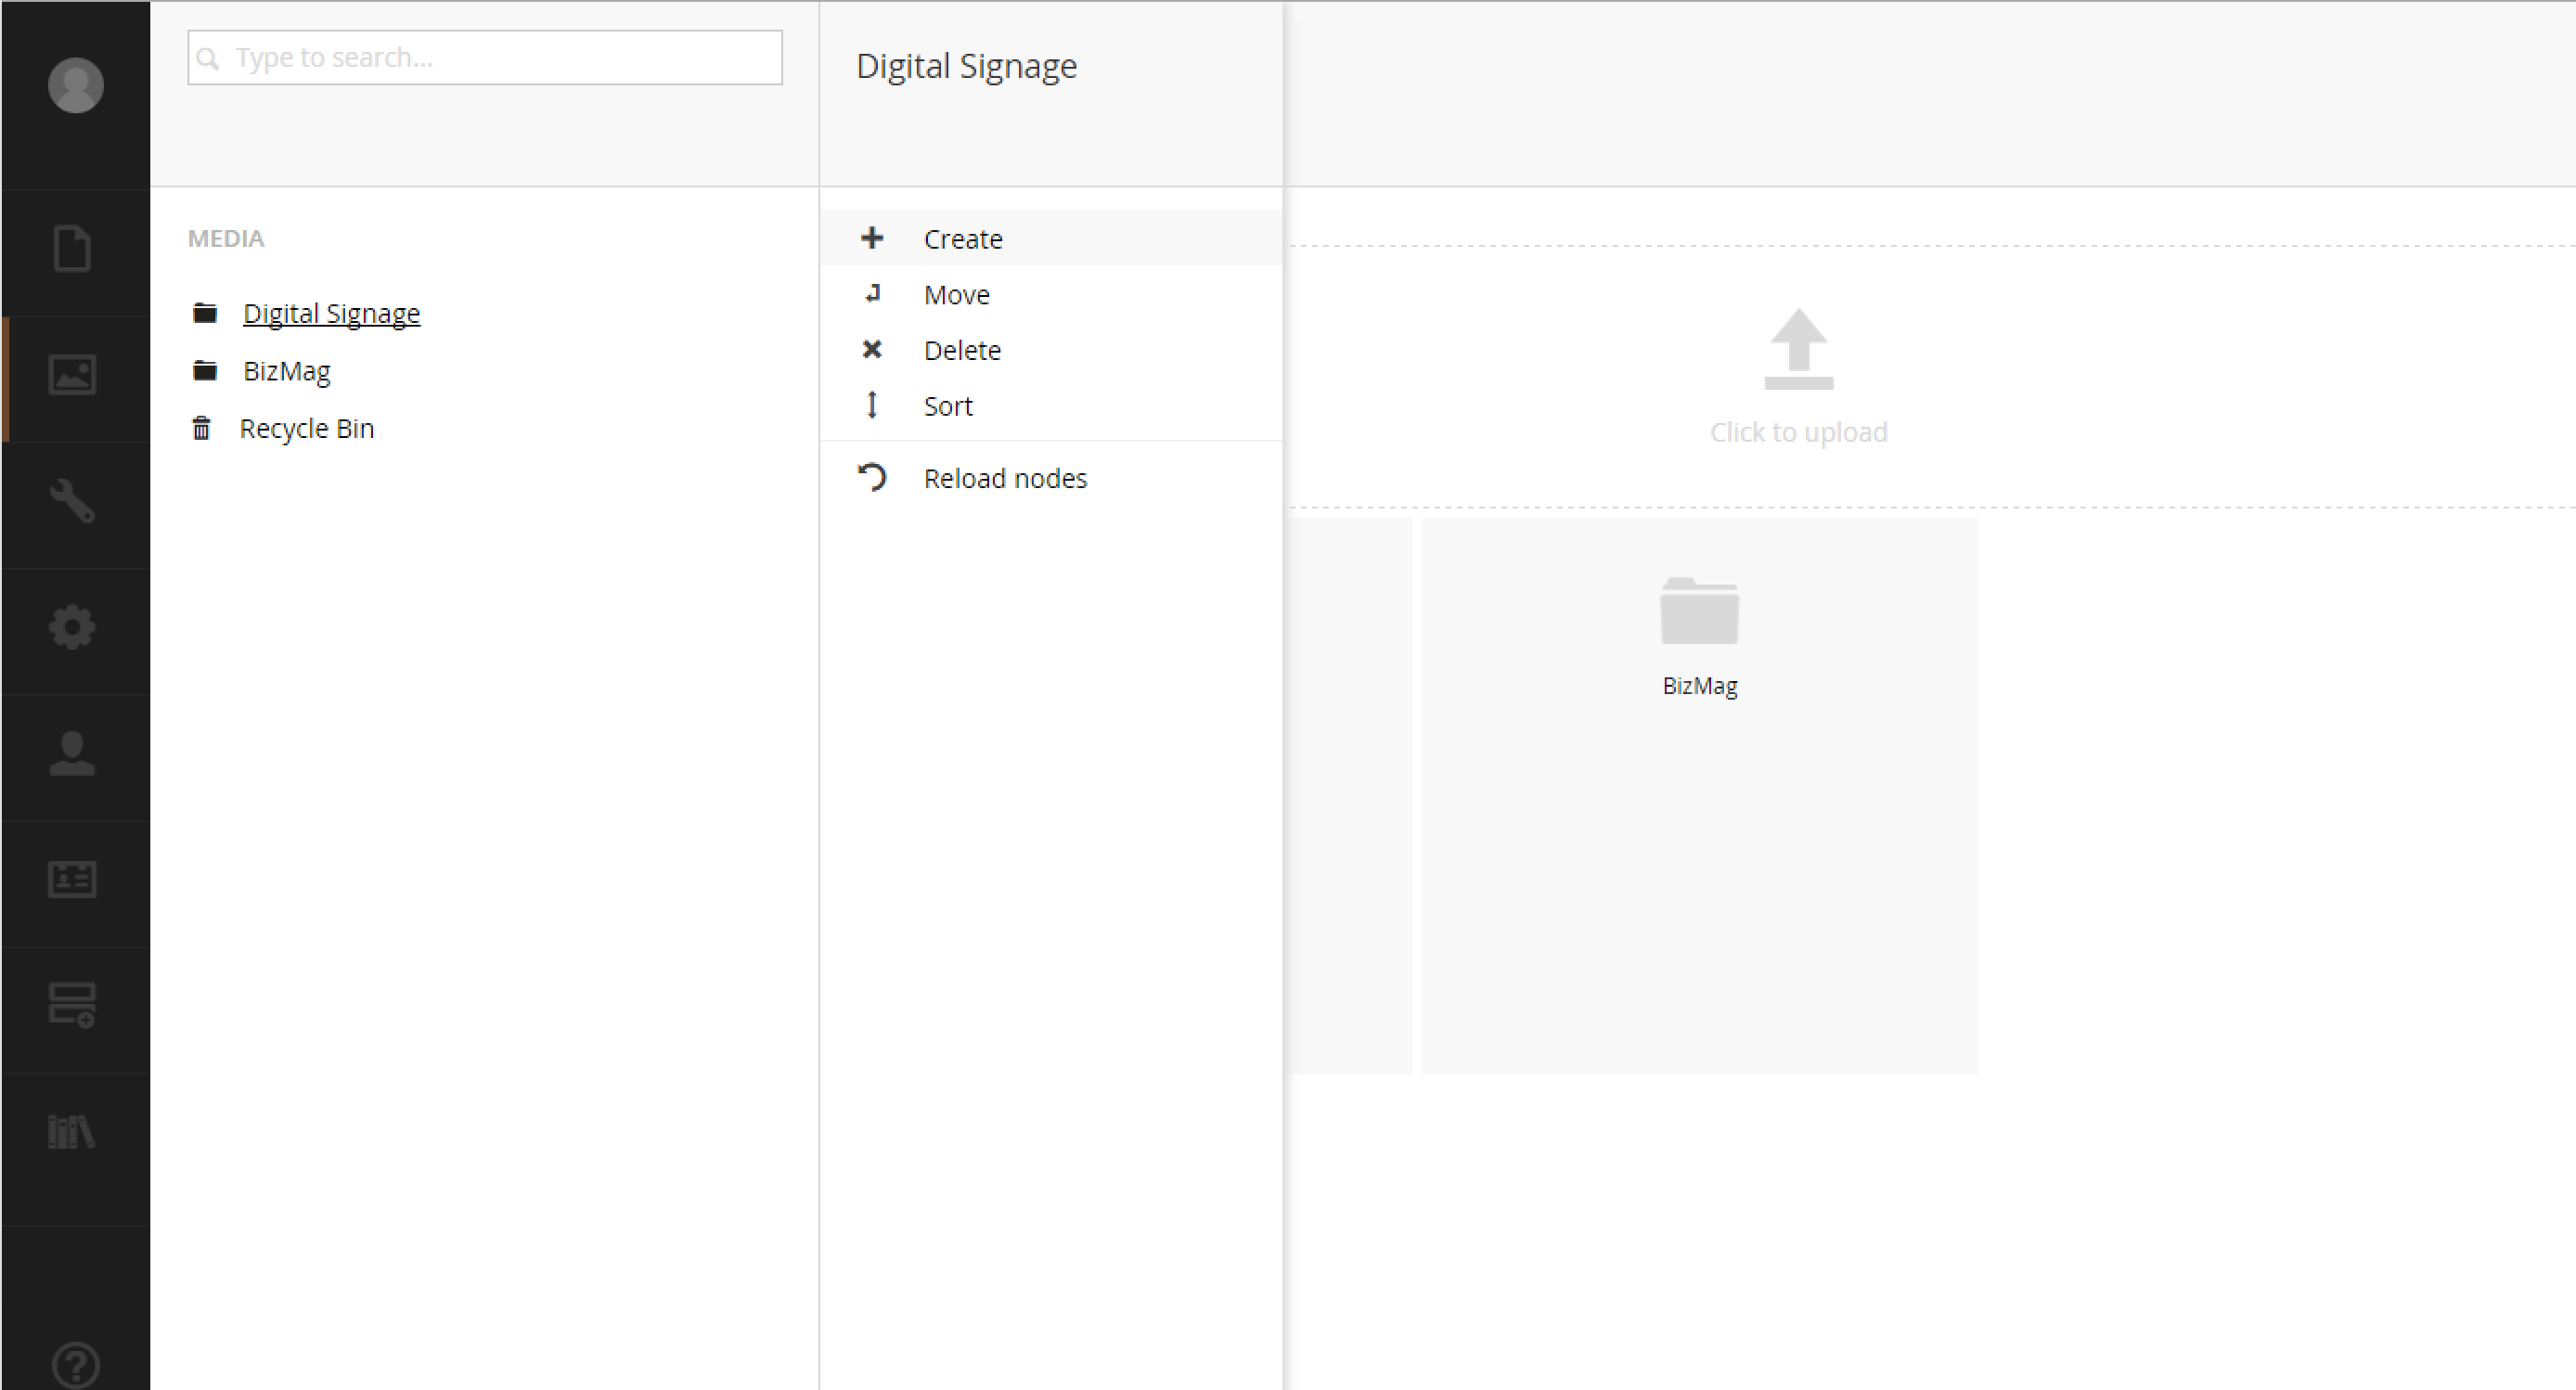 Type to search...
Digital Signage
MEDIA
Digital Signage
BizMag
Recycle Bin
Create
Move
Delete
Sort
Reload nodes
Click to upload
BizMag